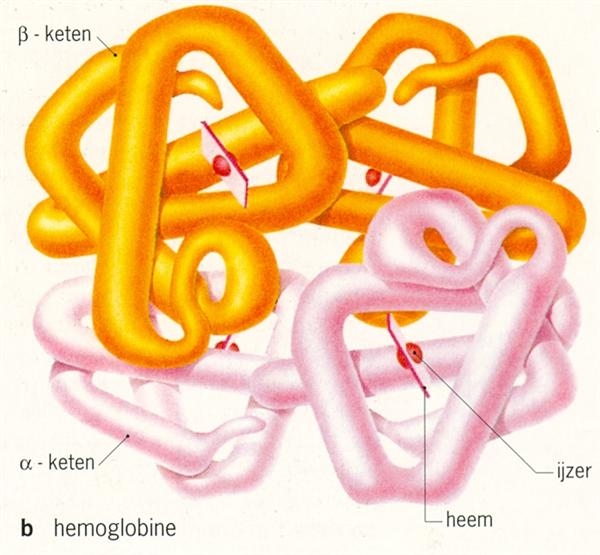 β - keten
α - keten
ijzer
heem
b hemoglobine